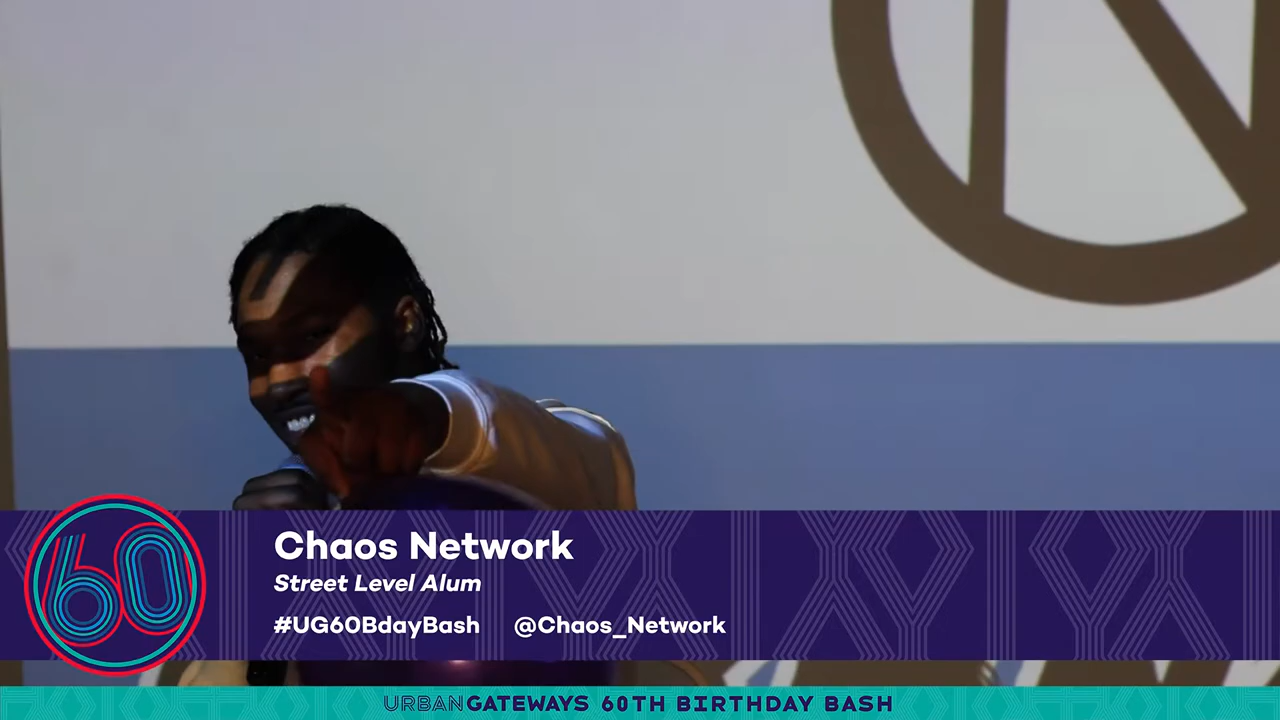 Chaos Network
Street Level Alum
#UG60BdayBash @Chaos_Network
60
URBANGATEWAYS 60TH BIRTHDAY BASH